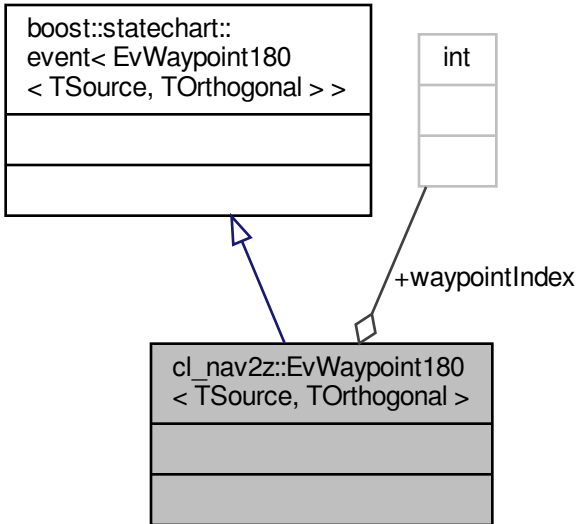 boost::statechart::
event< EvWaypoint180
< TSource, TOrthogonal > >
int
+waypointIndex
cl_nav2z::EvWaypoint180
< TSource, TOrthogonal >